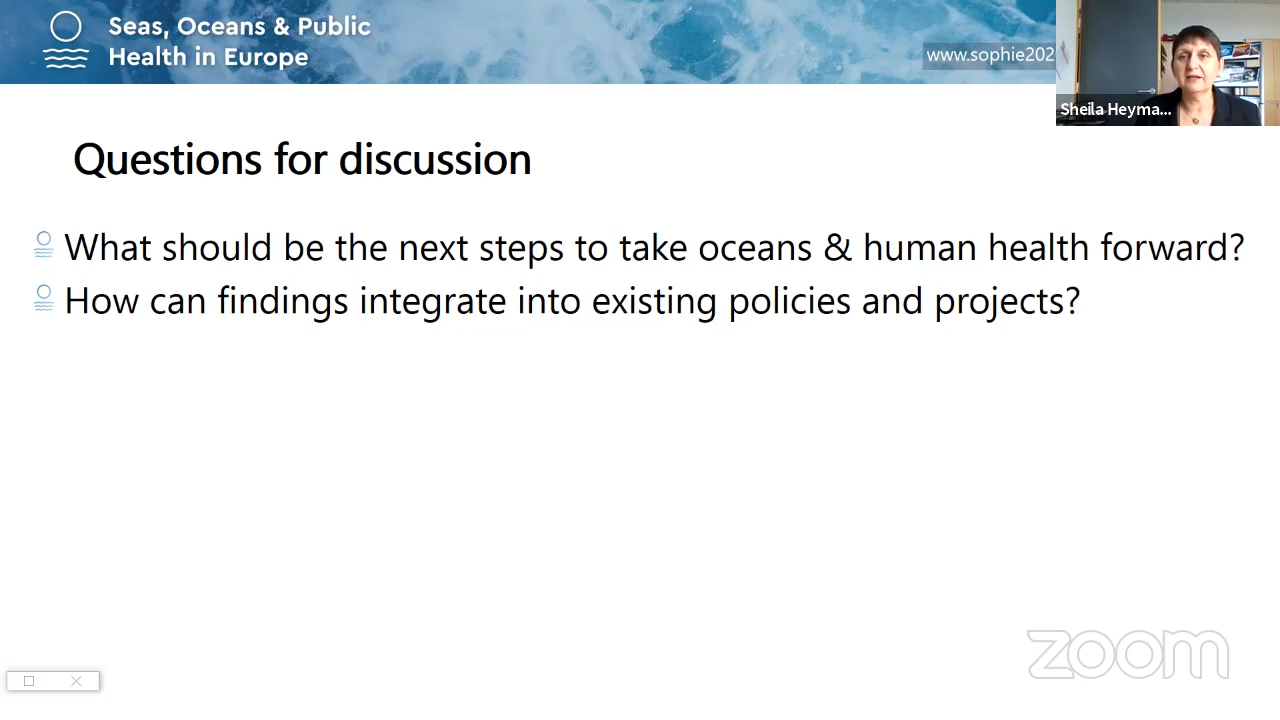 Seas, Oceans & Public
Health in Europe
www.sophie202
Sheila Heyma...
Questions for discussion
What should be the next steps to take oceans & human health forward?
How can findings integrate into existing policies and projects?
zoom